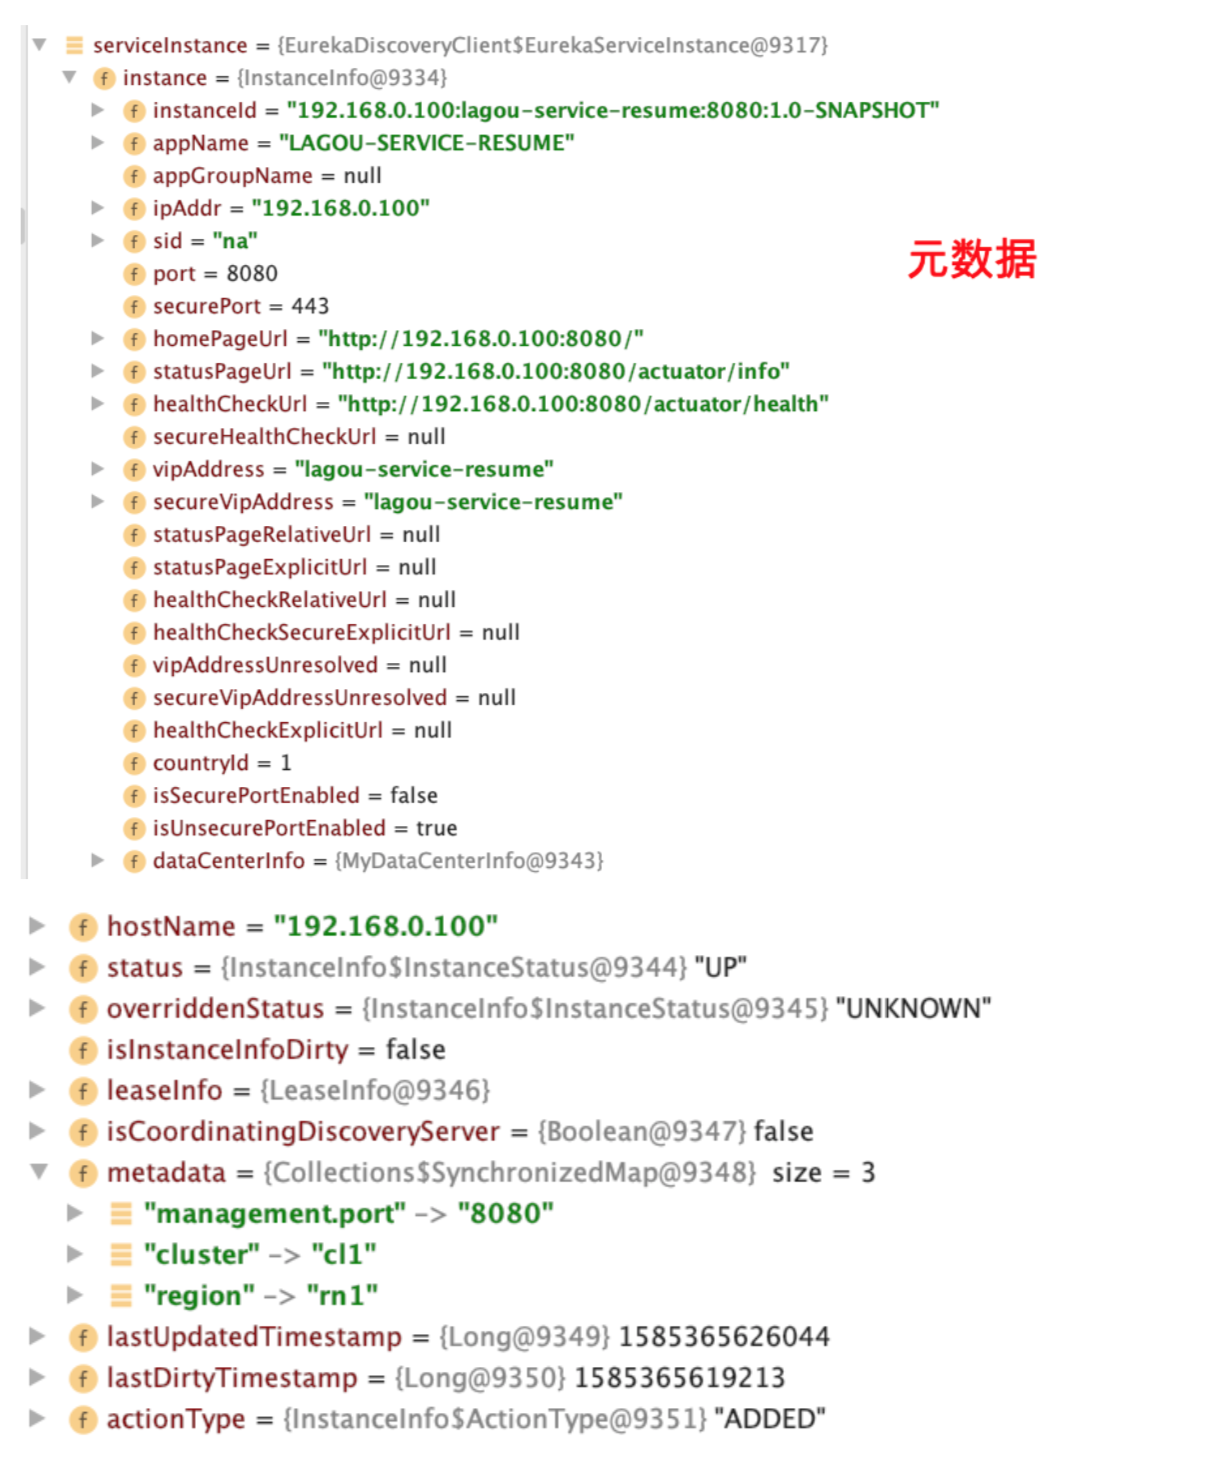 serviceInstance = {EurekaDiscoveryClient$EurekaServiceInstance@9317}
f instance = {InstanceInfo@9334}
f instanceId = "192.168.0.100:lagou-service-resume:8080:1.0-SNAPSHOT"
f appName = "LAGOU-SERVICE-RESUME"
f appGroupName = null
f ipAddr = "192.168.0.100"
f sid = "na"
元数据
f port = 8080
f securePort = 443
f homePageUrl = "http://192.168.0.100:8080/"
f statusPageUrl = "http://192.168.0.100:8080/actuator/info"
f healthCheckUrl = "http://192.168.0.100:8080/actuator/health"
f secureHealthCheckUrl = null
f vipAddress = "lagou-service-resume"
f secureVipAddress = "lagou-service-resume"
f statusPageRelativeUrl = null
f statusPageExplicitUrl = null
f healthCheckRelativeUrl = null
f healthCheckSecureExplicitUrl = null
f vipAddressUnresolved = null
f secureVipAddressUnresolved = null
f healthCheckExplicitUrl = null
f countryId = 1
f isSecurePortEnabled = false
f isUnsecurePortEnabled = true
f dataCenterInfo = {MyDataCenterInfo@9343}
f hostName = "192.168.0.100"
f status = {InstanceInfo$InstanceStatus@9344} "UP"
f overriddenStatus = {InstanceInfo$InstanceStatus@9345} "UNKNOWN"
f isInstanceInfoDirty = false
f leaseInfo = {LeaseInfo@9346}
f isCoordinatingDiscoveryServer = {Boolean@9347} false
f metadata = {Collections$SynchronizedMap@9348} size = 3
"management.port" -> "8080"
"cluster" -> "cl1"
"region" -> "rn1"
f lastUpdatedTimestamp = {Long@9349} 1585365626044
f lastDirtyTimestamp = {Long@9350} 1585365619213
f actionType = {InstanceInfo$ActionType@9351} "ADDED"